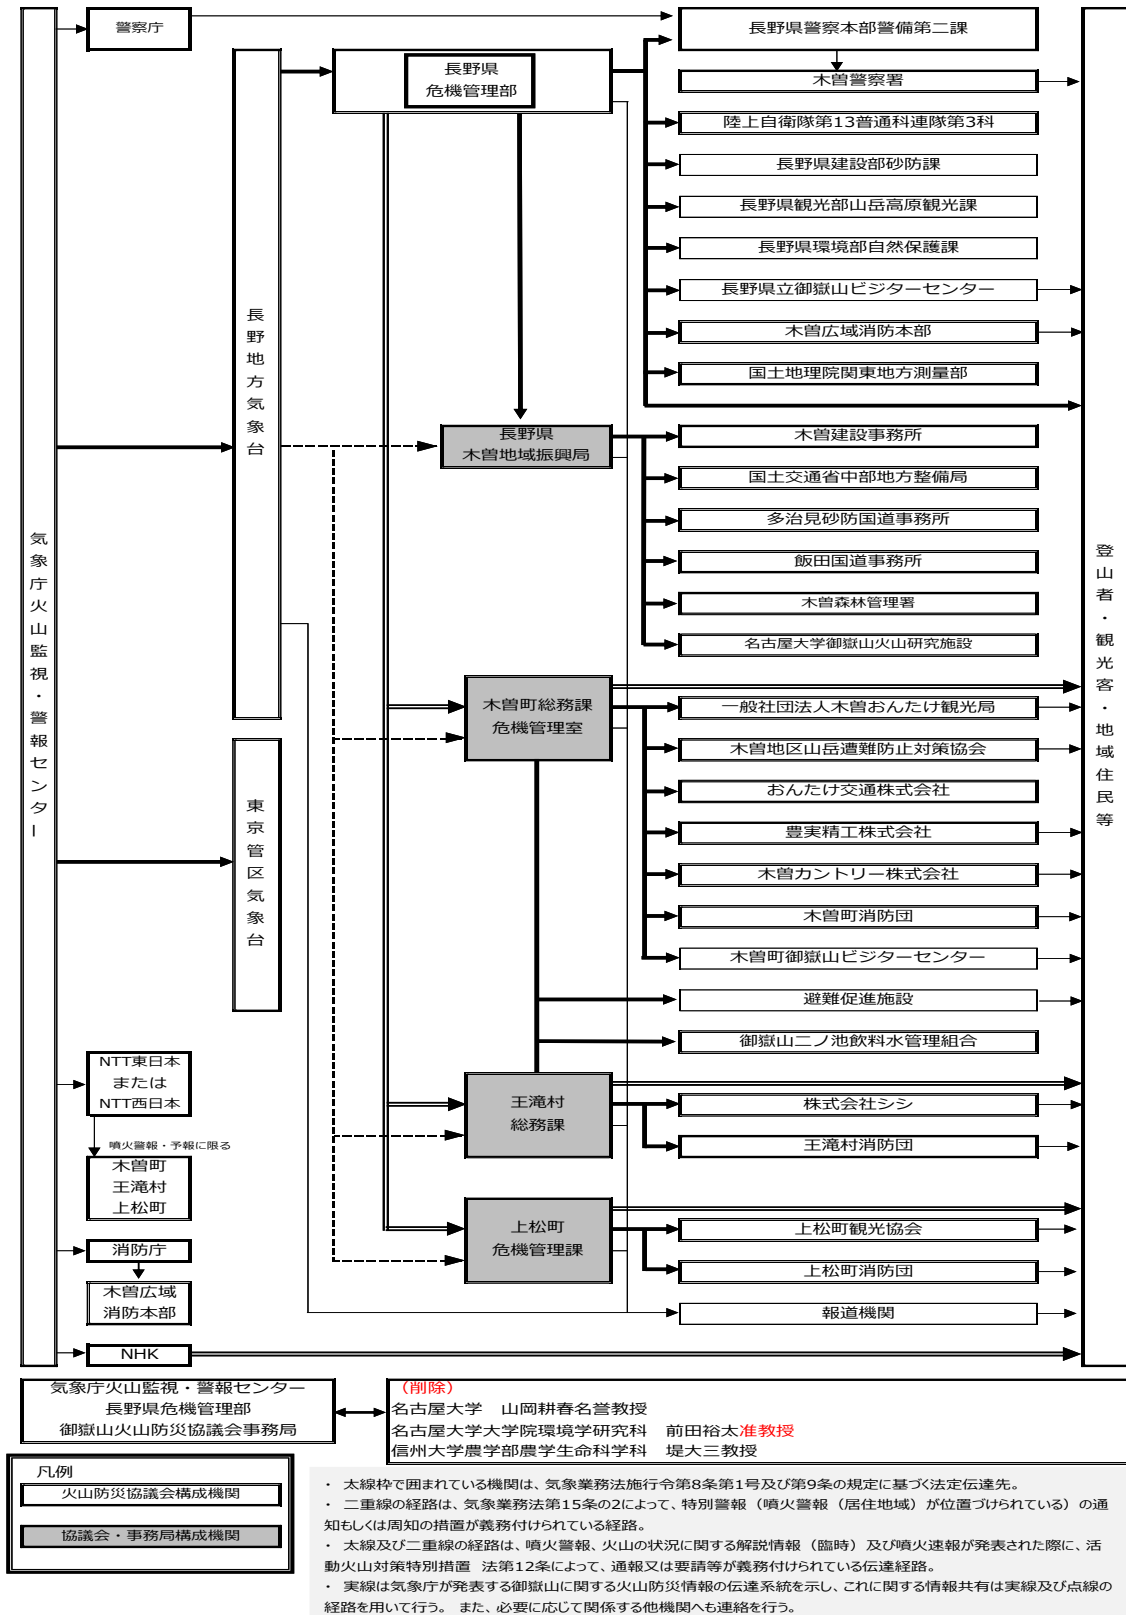 警察庁
長野県警察本部警備第二課
長野県
危機管理部
木曽警察署
陸上自衛隊第13普通科連隊第3科
長野県建設部砂防課
長野県観光部山岳高原観光課
長野県環境部自然保護課
長野県立御嶽山ビジターセンター
木曽広域消防本部
国土地理院関東地方測量部
長野地方気象台
長野県
木曽地域振興局
木曽建設事務所
国土交通省中部地方整備局
多治見砂防国道事務所
飯田国道事務所
木曽森林管理署
名古屋大学御嶽山火山研究施設
気象庁火山監視・警報センター
登山者・観光客・地域住民等
木曽町総務課
危機管理室
一般社団法人木曽おんたけ観光局
木曽地区山岳遭難防止対策協会
おんたけ交通株式会社
豊実精工株式会社
木曽カントリー株式会社
木曽町消防団
木曽町御嶽山ビジターセンター
避難促進施設
御嶽山二ノ池飲料水管理組合
東京管区気象台
NTT東日本
または
NTT西日本
噴火警報・予報に限る
木曽町
王滝村
上松町
王滝村
総務課
株式会社シシ
王滝村消防団
上松町
危機管理課
上松町観光協会
上松町消防団
消防庁
木曽広域
消防本部
報道機関
NHK
気象庁火山監視・警報センター
長野県危機管理部
御嶽山火山防災協議会事務局
（削除）
名古屋大学　山岡耕春名誉教授
名古屋大学大学院環境学研究科　前田裕太准教授
信州大学農学部農学生命科学科　堤大三教授
凡例
火山防災協議会構成機関
協議会・事務局構成機関
・ 太線枠で囲まれている機関は、気象業務法施行令第8条第1号及び第9条の規定に基づく法定伝達先。
・ 二重線の経路は、気象業務法第15条の2によって、特別警報（噴火警報（居住地域）が位置づけられている）の通
知もしくは周知の措置が義務付けられている経路。
・ 太線及び二重線の経路は、噴火警報、火山の状況に関する解説情報（臨時）及び噴火速報が発表された際に、活
動火山対策特別措置 法第12条によって、通報又は要請等が義務付けられている伝達経路。
・ 実線は気象庁が発表する御嶽山に関する火山防災情報の伝達系統を示し、これに関する情報共有は実線及び点線の
経路を用いて行う。 また、必要に応じて関係する他機関へも連絡を行う。